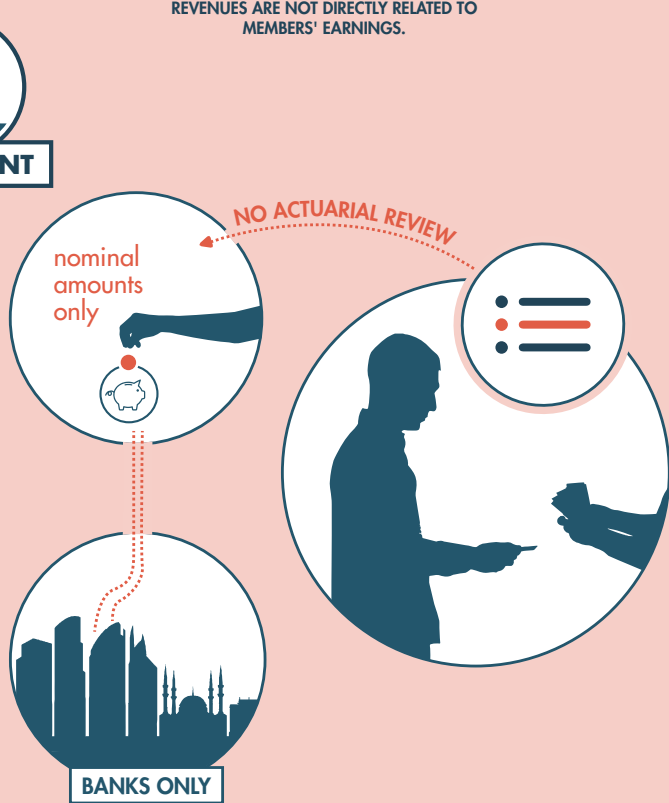 REVENUES ARE NOT DIRECTLY RELATED TO
MEMBERS' EARNINGS.
NT
NO ACTUARIAL REVIEW
nominal
amounts
only
BANKS ONLY